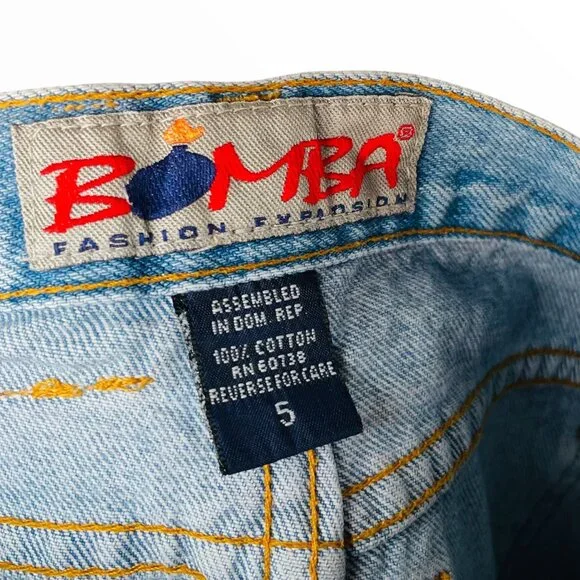 BOMBA®
FASHION EXPLOSION
ASSEMBLED
IN DOM. REP.
100% COTTON
RN 60738
REVERSE FOR CARE
5